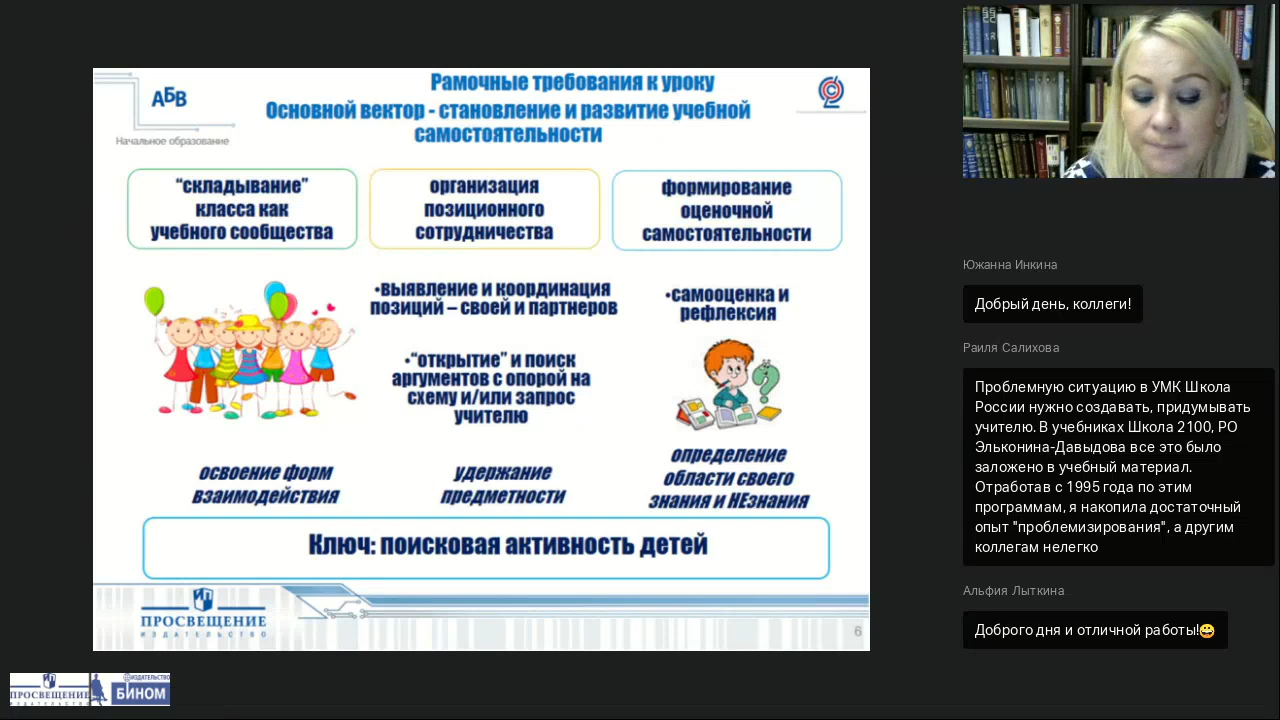 Рамочные требования к уроку
Основной вектор - становление и развитие учебной
самостоятельности
АБВ
Начальное образование
“складывание”
класса как
учебного сообщества
организация
позиционного
сотрудничества
формирование
оценочной
самостоятельности
•выявление и координация
позиций – своей и партнеров
•“открытие” и поиск
аргументов с опорой на
схему и/или запрос
учителю
•самооценка и
рефлексия
освоение форм
взаимодействия
удержание
предметности
определение
области своего
знания и НЕзнания
Ключ: поисковая активность детей
ПРОСВЕЩЕНИЕ
ИЗДАТЕЛЬСТВО
6
Южанна Инкина
Добрый день, коллеги!
Раиля Салихова
Проблемную ситуацию в УМК Школа
России нужно создавать, придумывать
учителю. В учебниках Школа 2100, РО
Эльконина-Давыдова все это было
заложено в учебный материал.
Отработав с 1995 года по этим
программам, я накопила достаточный
опыт "проблемизирования", а другим
коллегам нелегко
Альфия Лыткина
Доброго дня и отличной работы!😀
ПРОСВЕЩЕНИЕ
ИЗДАТЕЛЬСТВО
ИЗДАТЕЛЬСТВО
БИНОМ